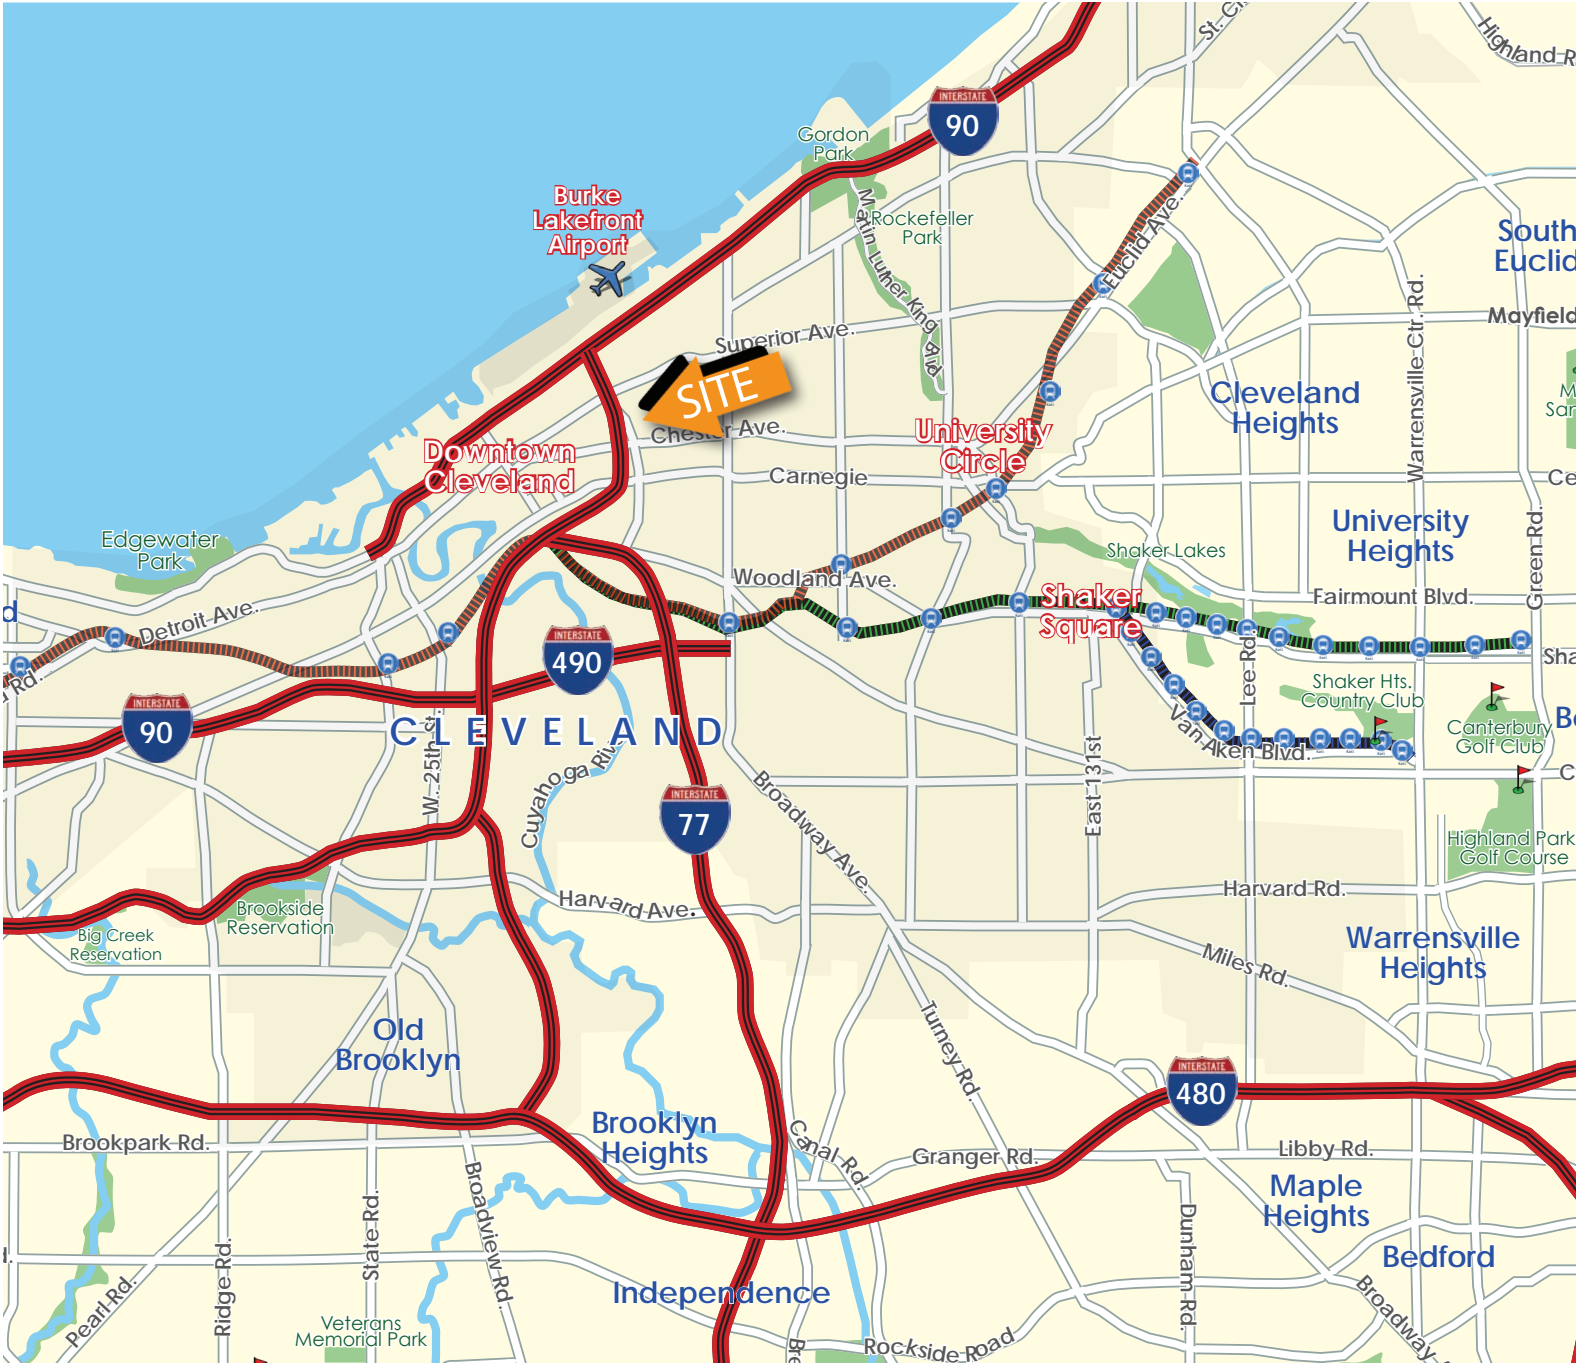 St. Cl
Highland R
INTERSTATE
90
Gordon
Park
Burke
Lakefront
Airport
Martin Luther King Blvd
Rockefeller
Park
Euclid Ave.
South
Euclid
Warrensville Ctr. Rd.
Mayfield
Superior Ave.
SITE
M
Sar
Cleveland
Heights
Chester Ave.
University
Circle
Downtown
Cleveland
Carnegie
Ce
University
Heights
Green Rd.
Edgewater
Park
Shaker Lakes
Woodland Ave.
Shaker
Square
Fairmount Blvd.
d
Detroit Ave.
INTERSTATE
490
Lee Rd.
Sha
Rd.
Shaker Hts.
Country Club
INTERSTATE
90
CLEVELAND
W. 25th St.
Van Aken Blvd.
Canterbury
Golf Club
Be
Cuyahoga Riv
East 131st
C
INTERSTATE
77
Broadway Ave.
Highland Park
Golf Course
Harvard Ave.
Harvard Rd.
Brookside
Reservation
Big Creek
Reservation
Warrensville
Heights
Miles Rd.
Old
Brooklyn
Turney Rd.
INTERSTATE
480
Brooklyn
Heights
Brookpark Rd.
Canal Rd.
Granger Rd.
Libby Rd.
Maple
Heights
Broadview Rd.
State Rd.
Ridge Rd.
Dunham Rd.
Bedford
d.
Pearl Rd.
Independence
Broadway
Veterans
Memorial Park
Bre
Rockside Road